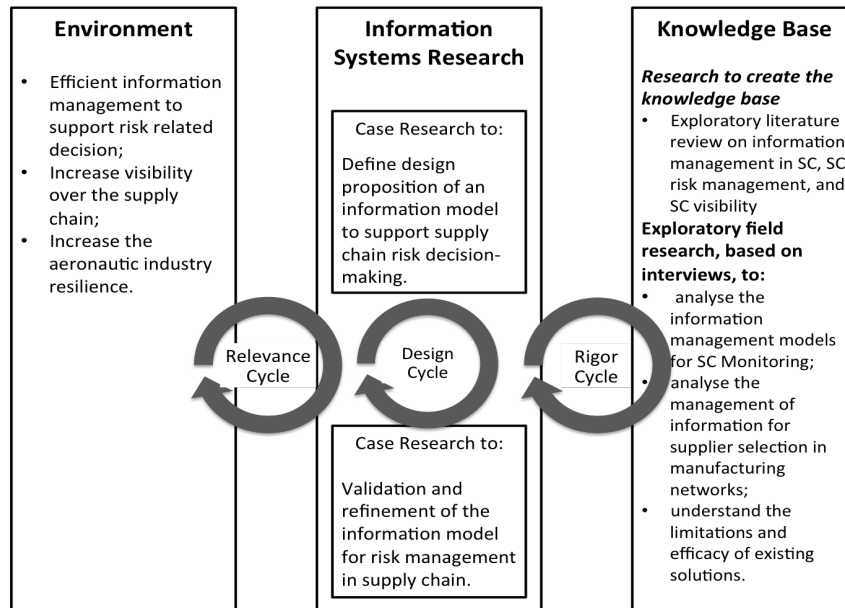 Environment
• Efficient information
management to
support risk related
decision;
• Increase visibility
over the supply
chain;
• Increase the
aeronautic industry
resilience.
Relevance
Cycle
Information
Systems Research
Case Research to:
Define design
proposition of an
information model
to support supply
chain risk decision-
making.
Design
Cycle
Case Research to:
Validation and
refinement of the
information model
for risk management
in supply chain.
Rigor
Cycle
Knowledge Base
Research to create the
knowledge base
• Exploratory literature
review on information
management in SC, SC
risk management, and
SC visibility
Exploratory field
research, based on
interviews, to:
• analyse the
information
management models
for SC Monitoring;
• analyse the
management of
information for
supplier selection in
manufacturing
networks;
• understand the
limitations and
efficacy of existing
solutions.